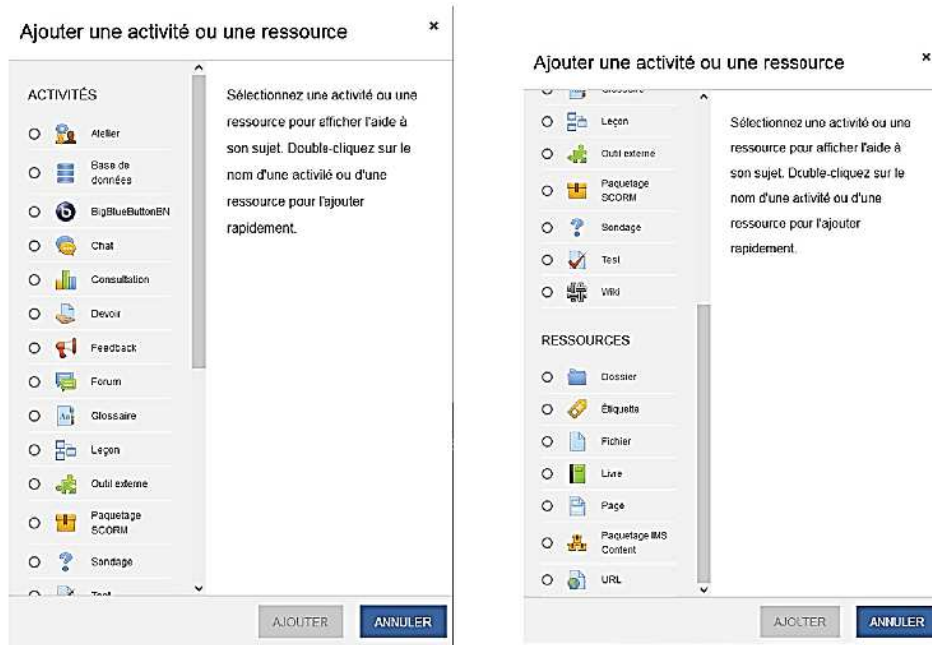 Ajouter une activité ou une ressource
×
ACTIVITÉS
Atelier
Base de
données
BigBlueButtonBN
Chat
Consultation
Devoir
Feedback
Forum
Glossaire
Leçon
Outil externe
Paquetage
SCORM
Sondage
Test
Sélectionnez une activité ou une
ressource pour afficher l'aide à
son sujet. Double-cliquez sur le
nom d'une activité ou d'une
ressource pour l'ajouter
rapidement.
AJOUTER
ANNULER
Ajouter une activité ou une ressource
×
Glossaire
Leçon
Outil externe
Paquetage
SCORM
Sondage
Test
Wiki
RESSOURCES
Dossier
Étiquette
Fichier
Livre
Page
Paquetage IMS
Content
URL
Sélectionnez une activité ou une
ressource pour afficher l'aide à
son sujet. Double-cliquez sur le
nom d'une activité ou d'une
ressource pour l'ajouter
rapidement.
AJOUTER
ANNULER